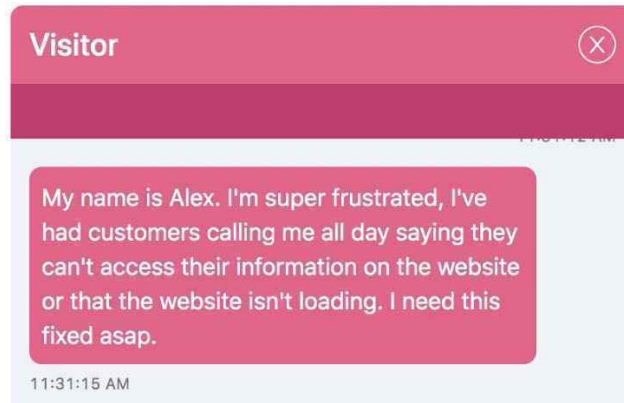 Visitor
My name is Alex. I'm super frustrated, I've
had customers calling me all day saying they
can't access their information on the website
or that the website isn't loading. I need this
fixed asap.
11:31:15 AM